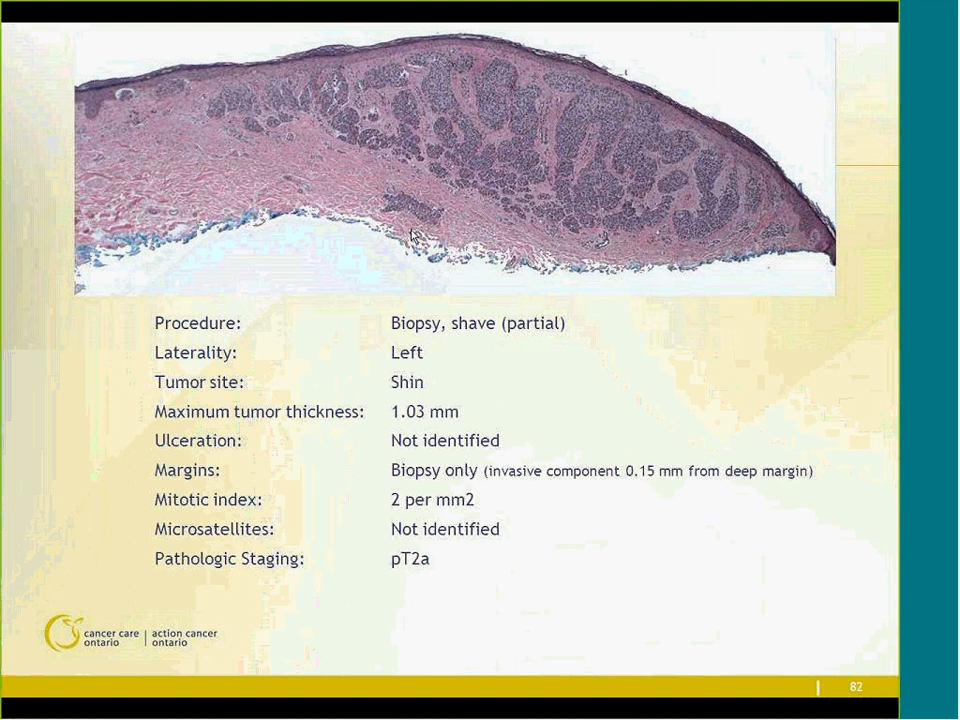 Procedure: Biopsy, shave (partial)
Laterality: Left
Tumor site: Shin
Maximum tumor thickness: 1.03 mm
Ulceration: Not identified
Margins: Biopsy only (invasive component 0.15 mm from deep margin)
Mitotic index: 2 per mm2
Microsatellites: Not identified
Pathologic Staging: pT2a
cancer care | action cancer
ontario | ontario
82